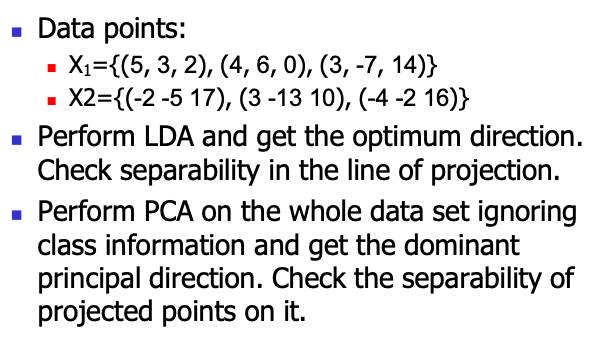 Data points:
X1={(5, 3, 2), (4, 6, 0), (3, -7, 14)}
X2={(-2 -5 17), (3 -13 10), (-4 -2 16)}
Perform LDA and get the optimum direction.
Check separability in the line of projection.
Perform PCA on the whole data set ignoring
class information and get the dominant
principal direction. Check the separability of
projected points on it.